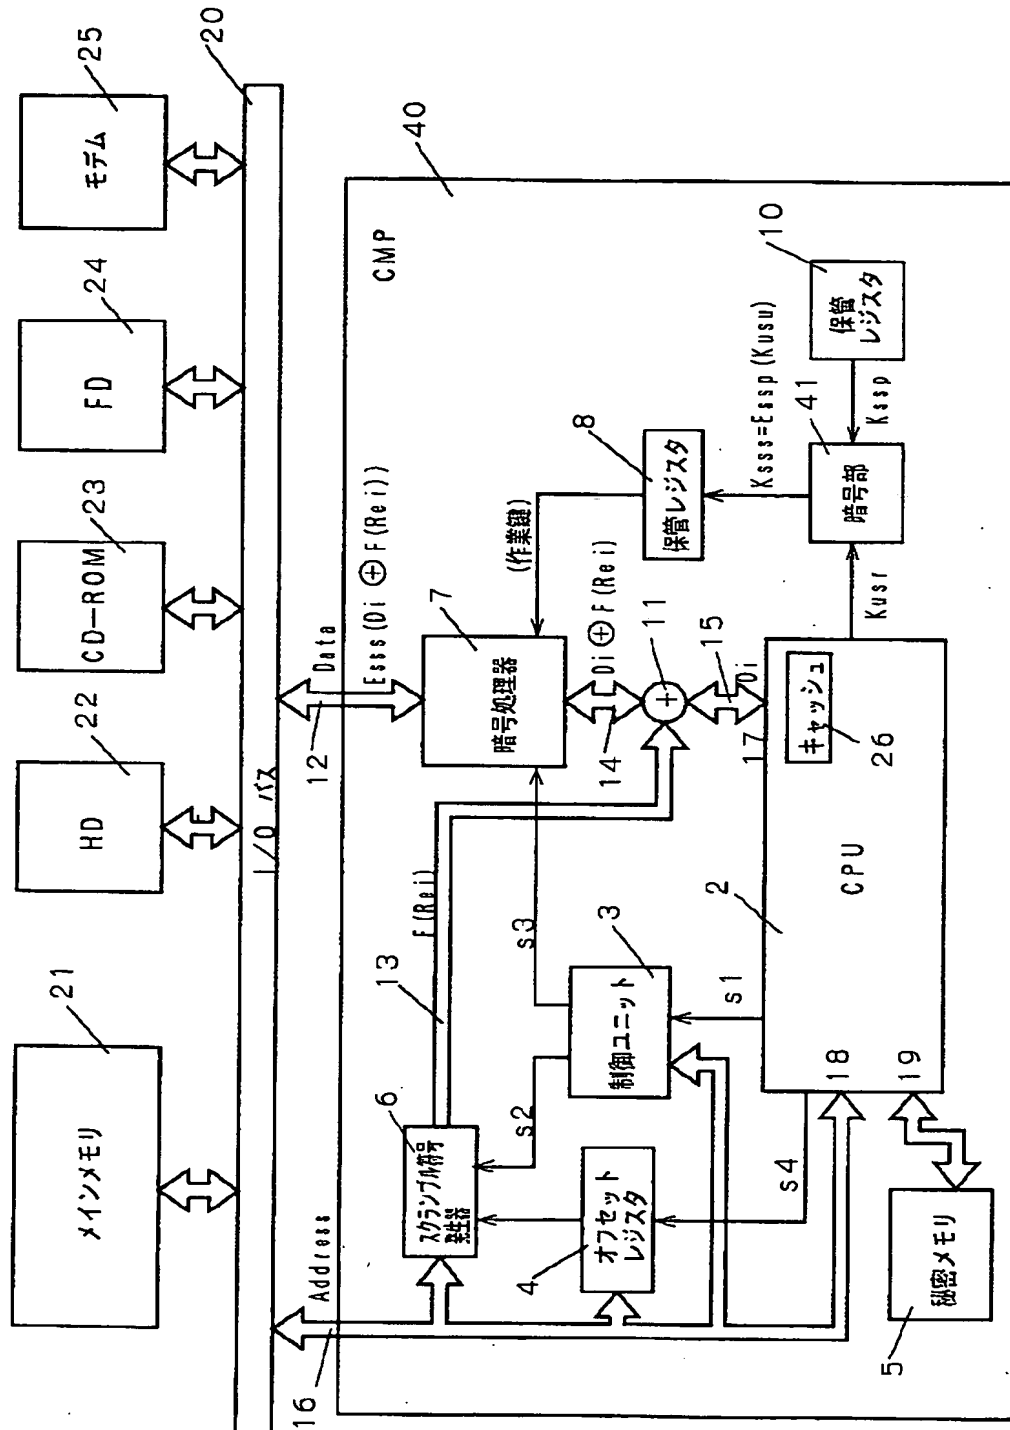 21
22
23
24
25
メインメモリ
HD
CD-ROM
FD
モデム
20
I/Oバス
16
Address
12
Data
Esss(Di⊕F(Rei))
40
CMP
13
F(Rei)
6
スクランブル符号
発生器
s2
s3
7
暗号処理器
(作業鍵)
14
Di⊕F(Rei)
8
保管レジスタ
11
15
Ksss=Essp(Kusu)
4
オフセット
レジスタ
3
制御ユニット
s1
s4
17
Di
Kusr
41
暗号部
Kssp
10
保管
レジスタ
2
CPU
キャッシュ
26
18
19
5
秘密メモリ